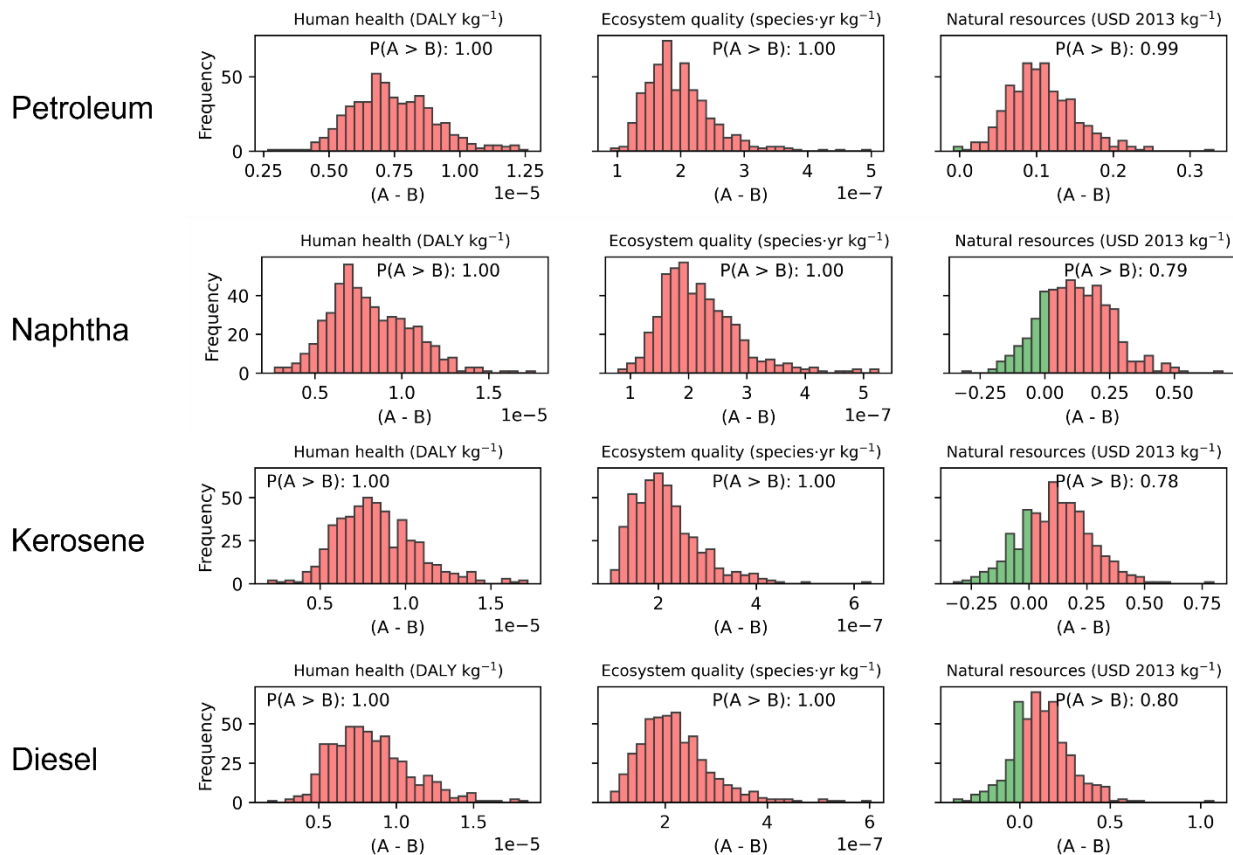 Petroleum
Human health (DALY kg⁻¹)
P(A > B): 1.00
Frequency
50
0
0.25 0.50 0.75 1.00 1.25
1e−5
(A - B)
Ecosystem quality (species·yr kg⁻¹)
P(A > B): 1.00
1 2 3 4 5
1e−7
(A - B)
Natural resources (USD 2013 kg⁻¹)
P(A > B): 0.99
0.0 0.1 0.2 0.3
(A - B)
Naphtha
Human health (DALY kg⁻¹)
P(A > B): 1.00
Frequency
40
20
0
0.5 1.0 1.5
1e−5
(A - B)
Ecosystem quality (species·yr kg⁻¹)
P(A > B): 1.00
1 2 3 4 5
1e−7
(A - B)
Natural resources (USD 2013 kg⁻¹)
P(A > B): 0.79
−0.25 0.00 0.25 0.50
(A - B)
Kerosene
Human health (DALY kg⁻¹)
P(A > B): 1.00
Frequency
50
25
0
0.5 1.0 1.5
1e−5
(A - B)
Ecosystem quality (species·yr kg⁻¹)
P(A > B): 1.00
2 4 6
1e−7
(A - B)
Natural resources (USD 2013 kg⁻¹)
P(A > B): 0.78
−0.25 0.00 0.25 0.50 0.75
(A - B)
Diesel
Human health (DALY kg⁻¹)
P(A > B): 1.00
Frequency
50
25
0
0.5 1.0 1.5
1e−5
(A - B)
Ecosystem quality (species·yr kg⁻¹)
P(A > B): 1.00
2 4 6
1e−7
(A - B)
Natural resources (USD 2013 kg⁻¹)
P(A > B): 0.80
0.0 0.5 1.0
(A - B)